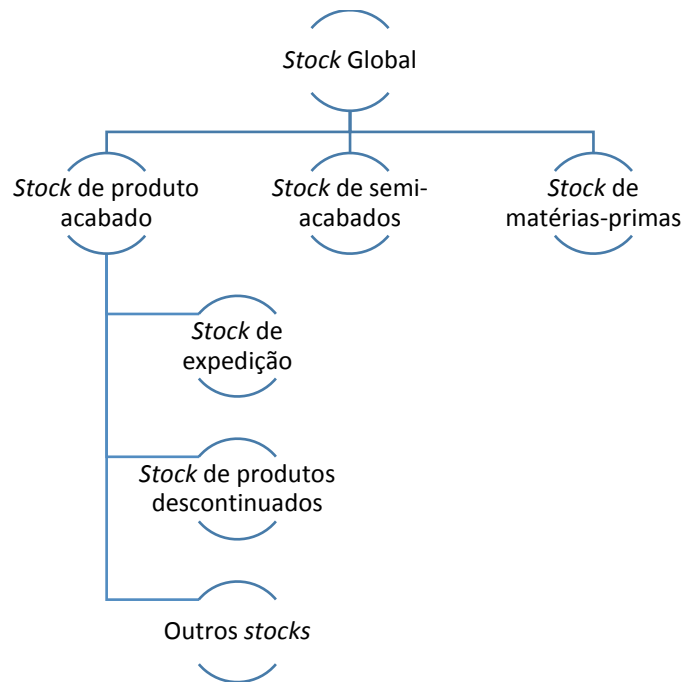 Stock Global
Stock de produto
acabado
Stock de semi-
acabados
Stock de
matérias-primas
Stock de
expedição
Stock de produtos
descontinuados
Outros stocks